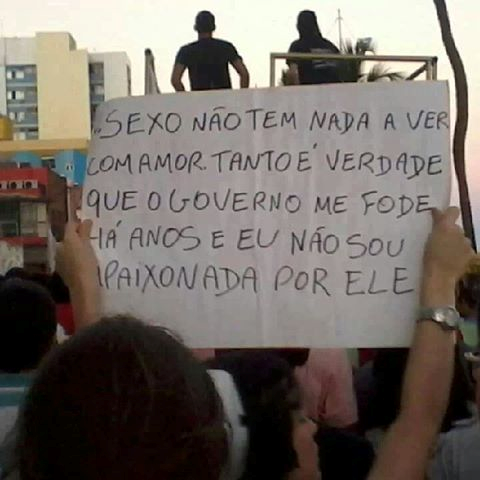 "SEXO NÃO TEM NADA A VER
COM AMOR. TANTO É VERDADE
QUE O GOVERNO ME FODE
HÁ ANOS E EU NÃO SOU
APAIXONADA POR ELE